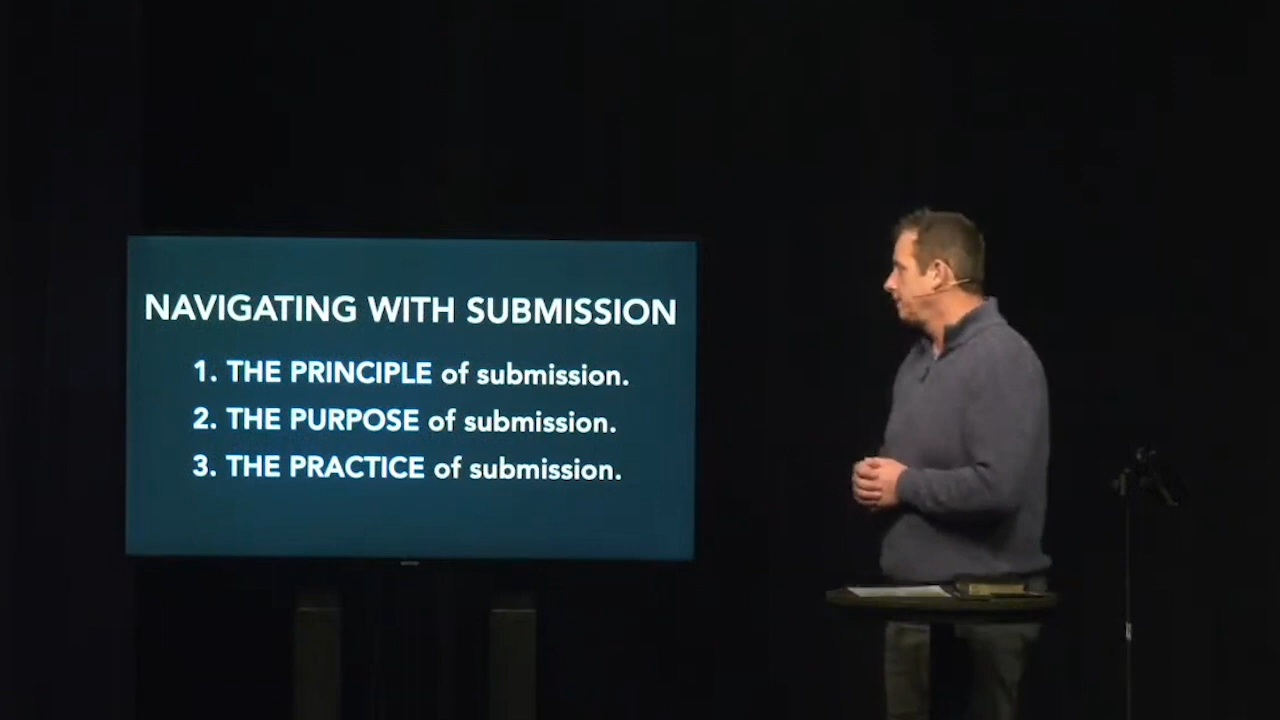 NAVIGATING WITH SUBMISSION
1. THE PRINCIPLE of submission.
2. THE PURPOSE of submission.
3. THE PRACTICE of submission.